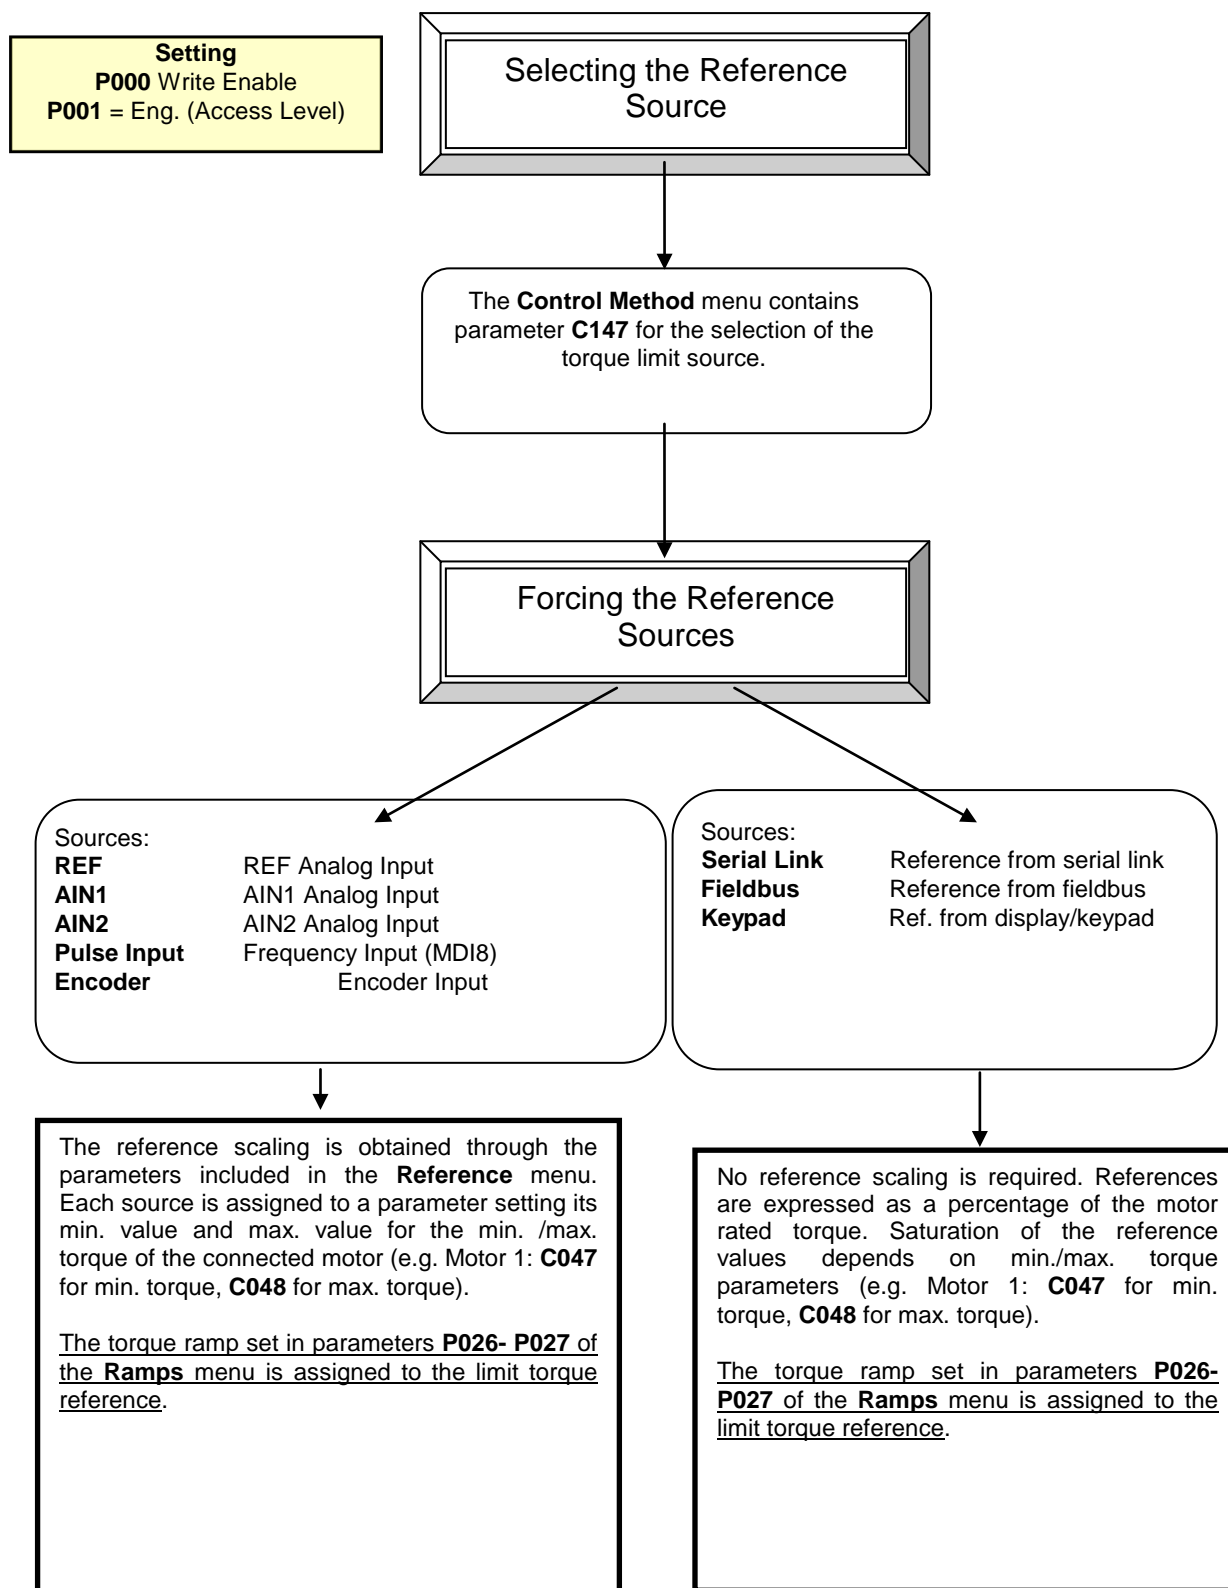 Setting
P000 Write Enable
P001 = Eng. (Access Level)
Selecting the Reference
Source
The Control Method menu contains
parameter C147 for the selection of the
torque limit source.
Forcing the Reference
Sources
Sources:
REF REF Analog Input
AIN1 AIN1 Analog Input
AIN2 AIN2 Analog Input
Pulse Input Frequency Input (MDI8)
Encoder Encoder Input
Sources:
Serial Link Reference from serial link
Fieldbus Reference from fieldbus
Keypad Ref. from display/keypad
The reference scaling is obtained through the
parameters included in the Reference menu.
Each source is assigned to a parameter setting its
min. value and max. value for the min. /max.
torque of the connected motor (e.g. Motor 1: C047
for min. torque, C048 for max. torque).
The torque ramp set in parameters P026- P027 of
the Ramps menu is assigned to the limit torque
reference.
No reference scaling is required. References
are expressed as a percentage of the motor
rated torque. Saturation of the reference
values depends on min./max. torque
parameters (e.g. Motor 1: C047 for min.
torque, C048 for max. torque).
The torque ramp set in parameters P026-
P027 of the Ramps menu is assigned to the
limit torque reference.